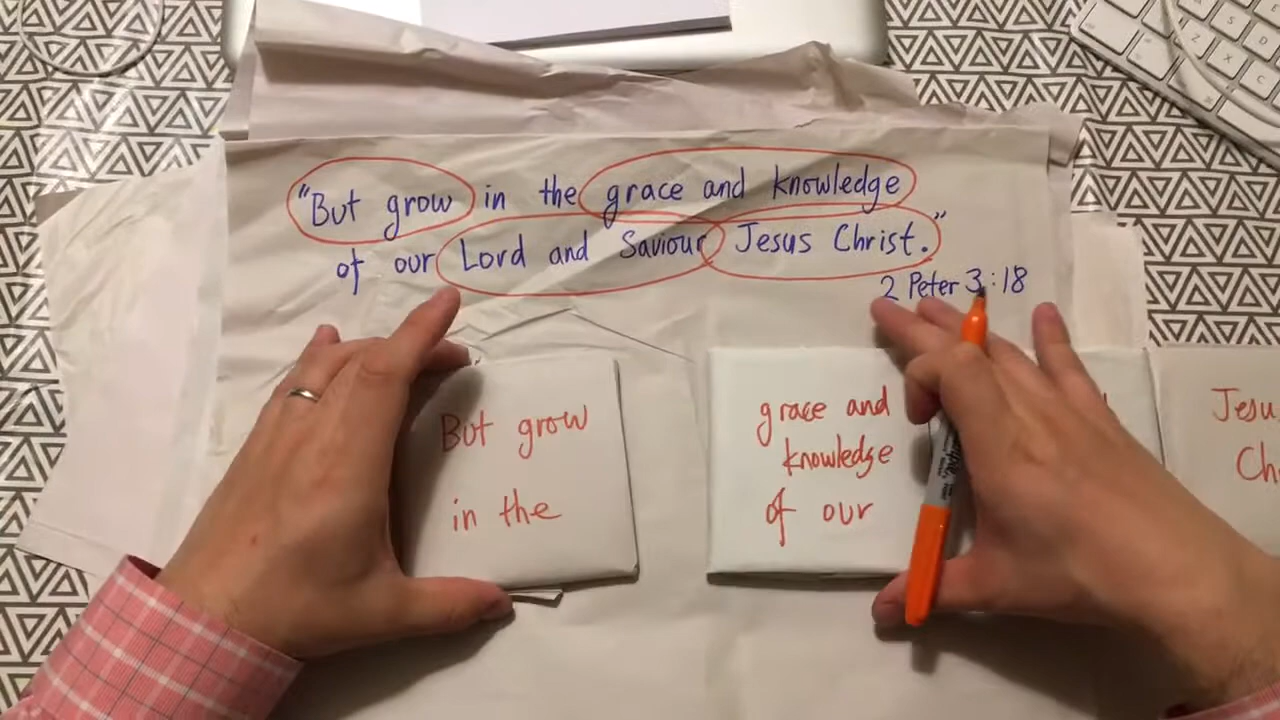 "But grow in the grace and knowledge
of our Lord and Saviour Jesus Christ."
2 Peter 3:18
But grow
in the
grace and
knowledge
of our
Jesu
Ch